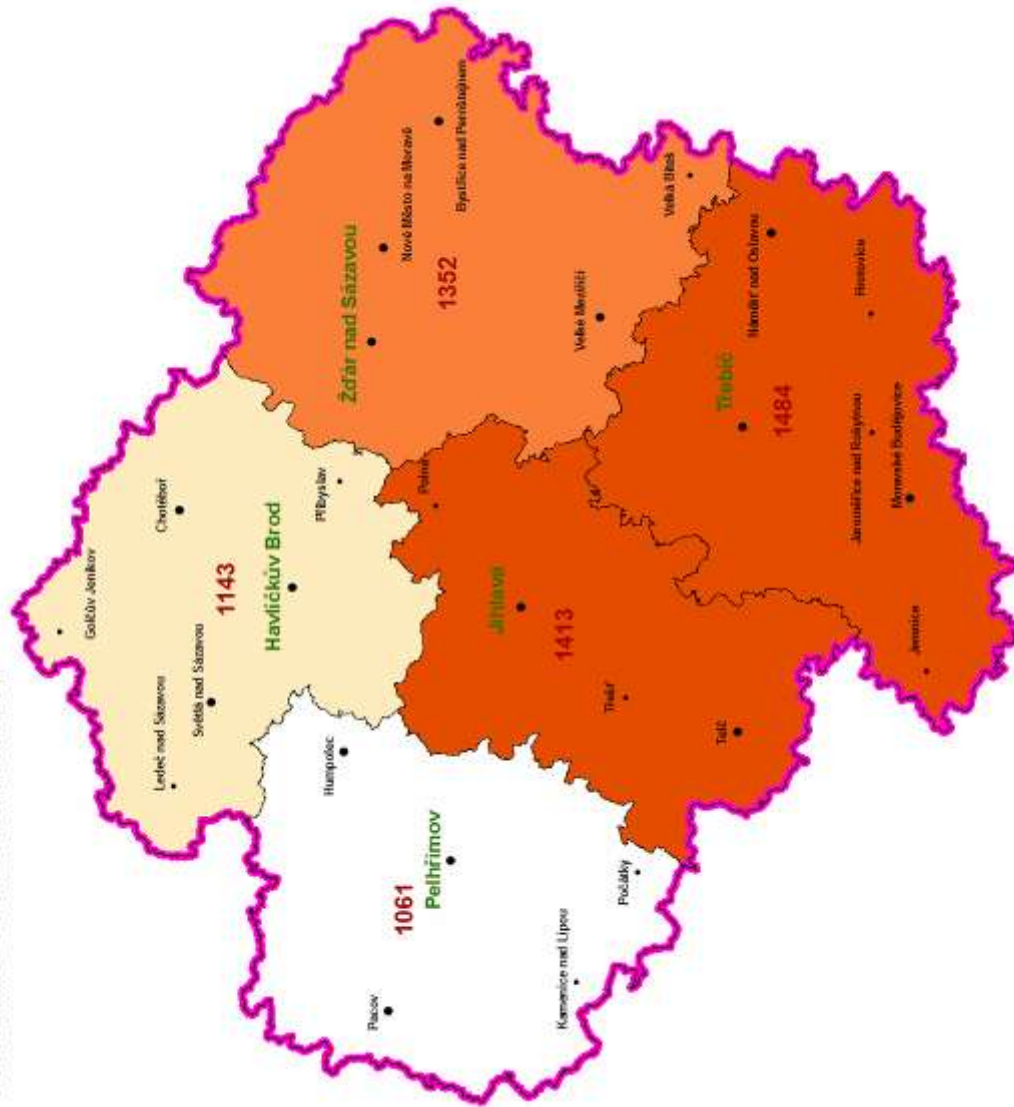 Golčův Jeníkov
Ledeč nad Sázavou
Chotěboř
Světlá nad Sázavou
1143
Havlíčkův Brod
Přibyslav
Humpolec
Žďár nad Sázavou
Nové Město na Moravě
1352
Bystřice nad Pernštejnem
Velké Meziříčí
Velká Bíteš
Pacov
1061
Pelhřimov
Kamenice nad Lipou
Počátky
Polná
Jihlava
1413
Třešť
Telč
Třebíč
1484
Náměšť nad Oslavou
Hrotovice
Jaroměřice nad Rokytnou
Moravské Budějovice
Jemnice